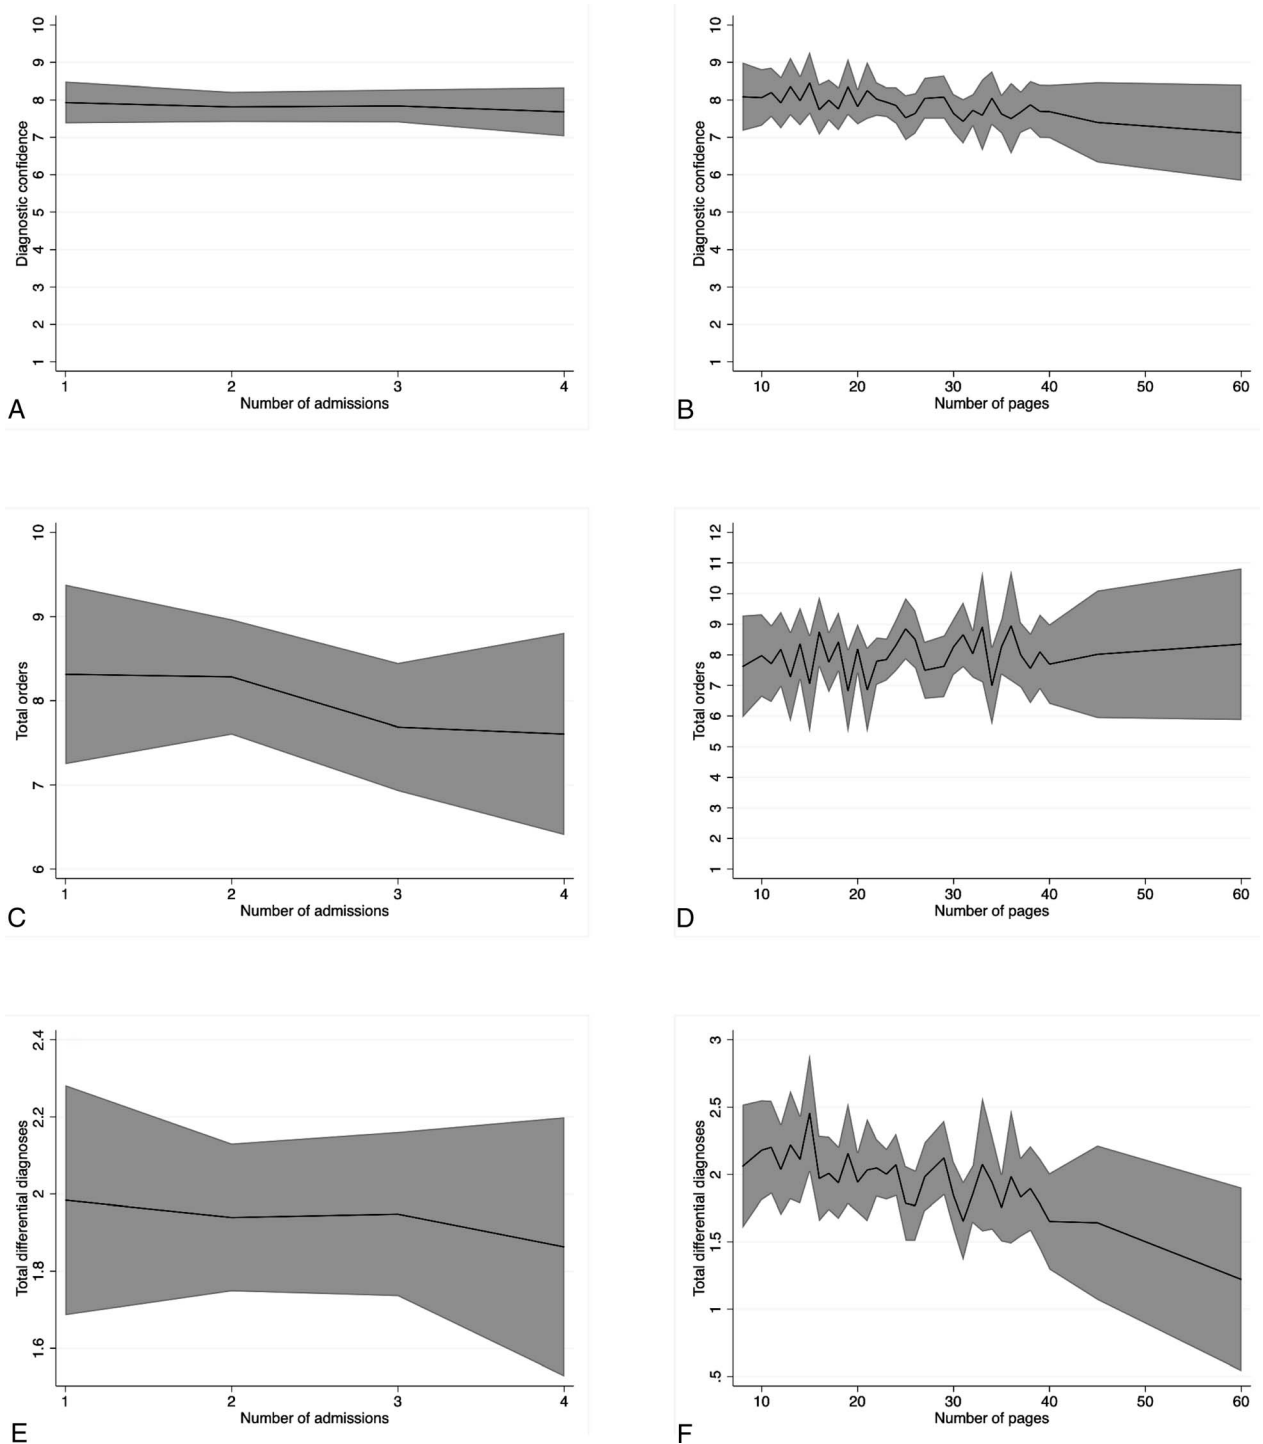 10
9
8
7
6
5
4
3
2
1
Diagnostic confidence
1 2 3 4
Number of admissions
A
10
9
8
7
6
5
4
3
2
1
Diagnostic confidence
10 20 30 40 50 60
Number of pages
B
10
9
8
7
6
Total orders
1 2 3 4
Number of admissions
C
12
11
10
9
8
7
6
5
4
3
2
1
Total orders
10 20 30 40 50 60
Number of pages
D
2.4
2.2
2
1.8
1.6
Total differential diagnoses
1 2 3 4
Number of admissions
E
3
2.5
2
1.5
1
.5
Total differential diagnoses
10 20 30 40 50 60
Number of pages
F